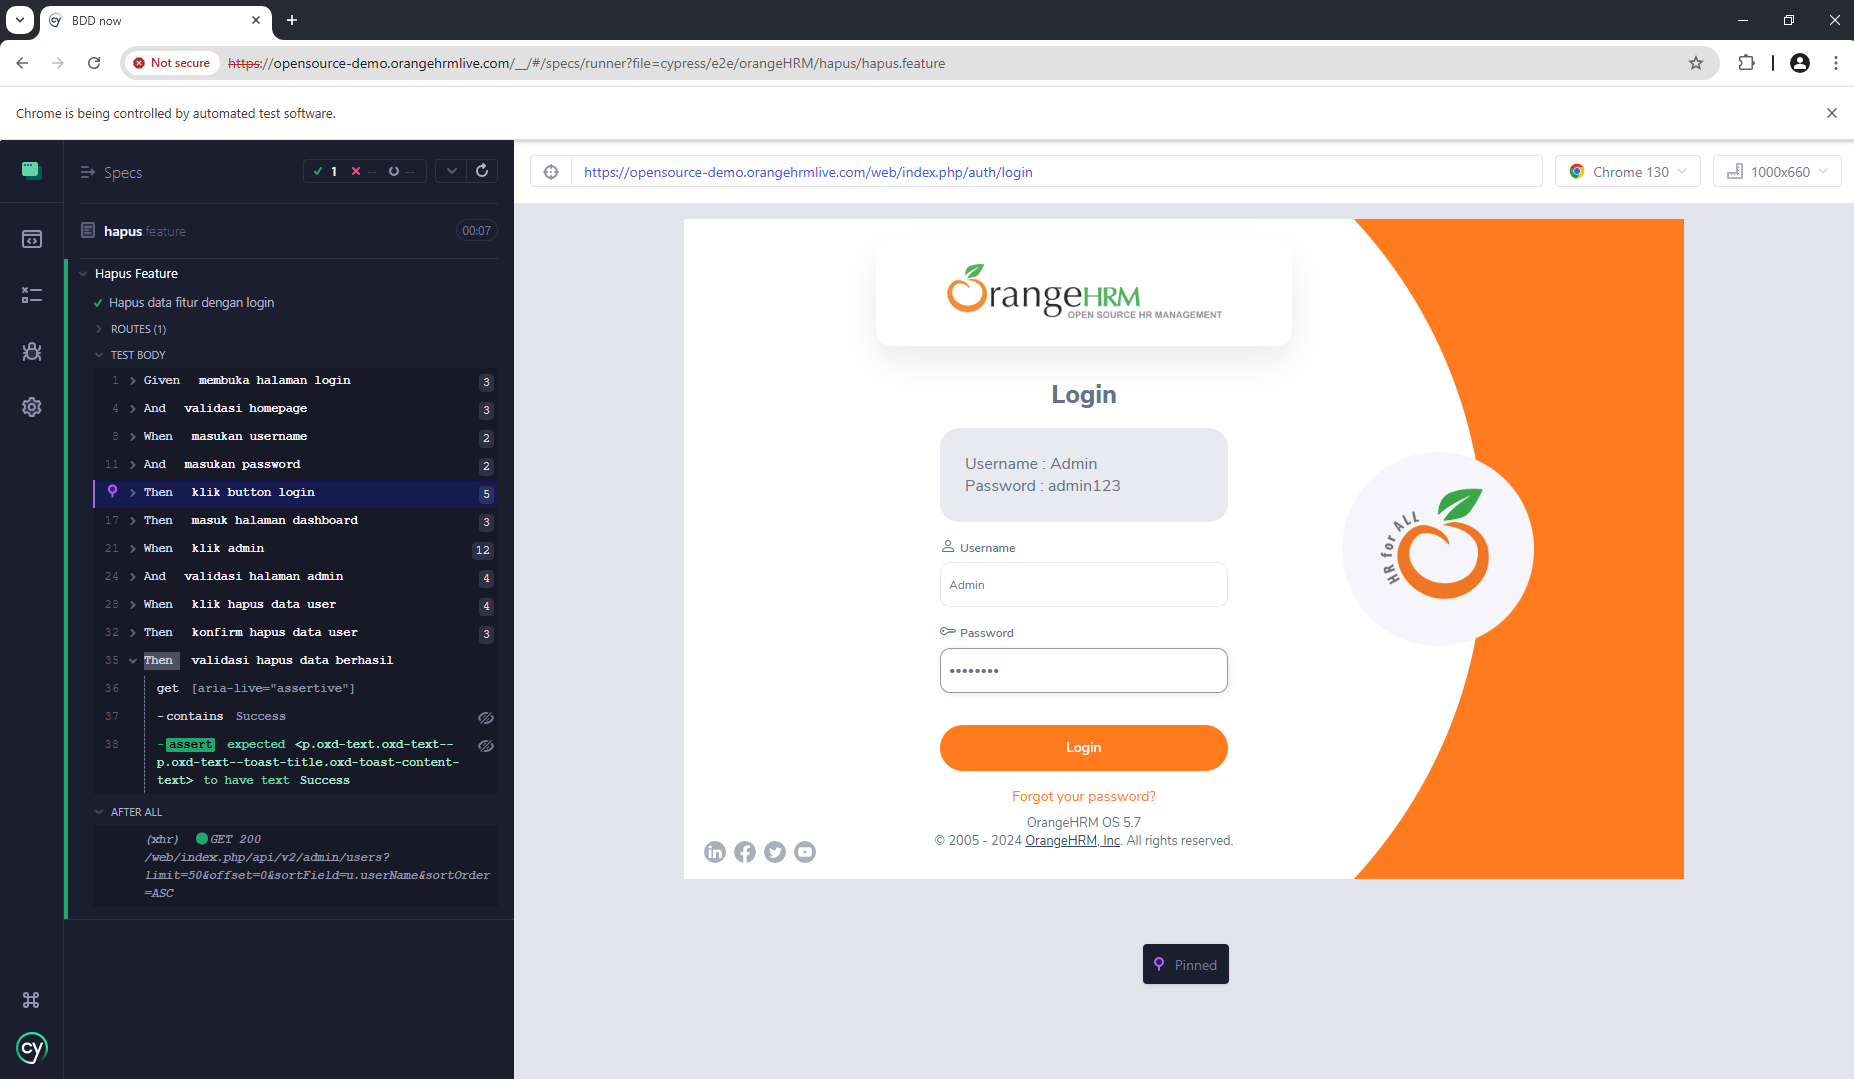 BDD now
Not secure
https://opensource-demo.orangehrmlive.com/__/#/specs/runner?file=cypress/e2e/orangeHRM/hapus/hapus.feature
Chrome is being controlled by automated test software.
Specs
1 -- --
hapus.feature 00:07
Hapus Feature
Hapus data fitur dengan login
ROUTES (1)
TEST BODY
1 Given membuka halaman login 3
4 And validasi homepage 3
8 When masukan username 2
11 And masukan password 2
Then klik button login 5
17 Then masuk halaman dashboard 3
21 When klik admin 12
24 And validasi halaman admin 4
28 When klik hapus data user 4
32 Then konfirm hapus data user 3
35 Then validasi hapus data berhasil
36 get [aria-live="assertive"]
37 -contains Success
38 -assert expected <p.oxd-text.oxd-text--
p.oxd-text--toast-title.oxd-toast-content-
text> to have text Success
AFTER ALL
(xhr) GET 200
/web/index.php/api/v2/admin/users?
limit=50&offset=0&sortField=u.userName&sortOrder
=ASC
cy
https://opensource-demo.orangehrmlive.com/web/index.php/auth/login
Chrome 130
1000x660
OrangeHRM
OPEN SOURCE HR MANAGEMENT
Login
Username : Admin
Password : admin123
Username
Admin
Password
••••••••
Login
Forgot your password?
OrangeHRM OS 5.7
© 2005 - 2024 OrangeHRM, Inc. All rights reserved.
HR for ALL
Pinned